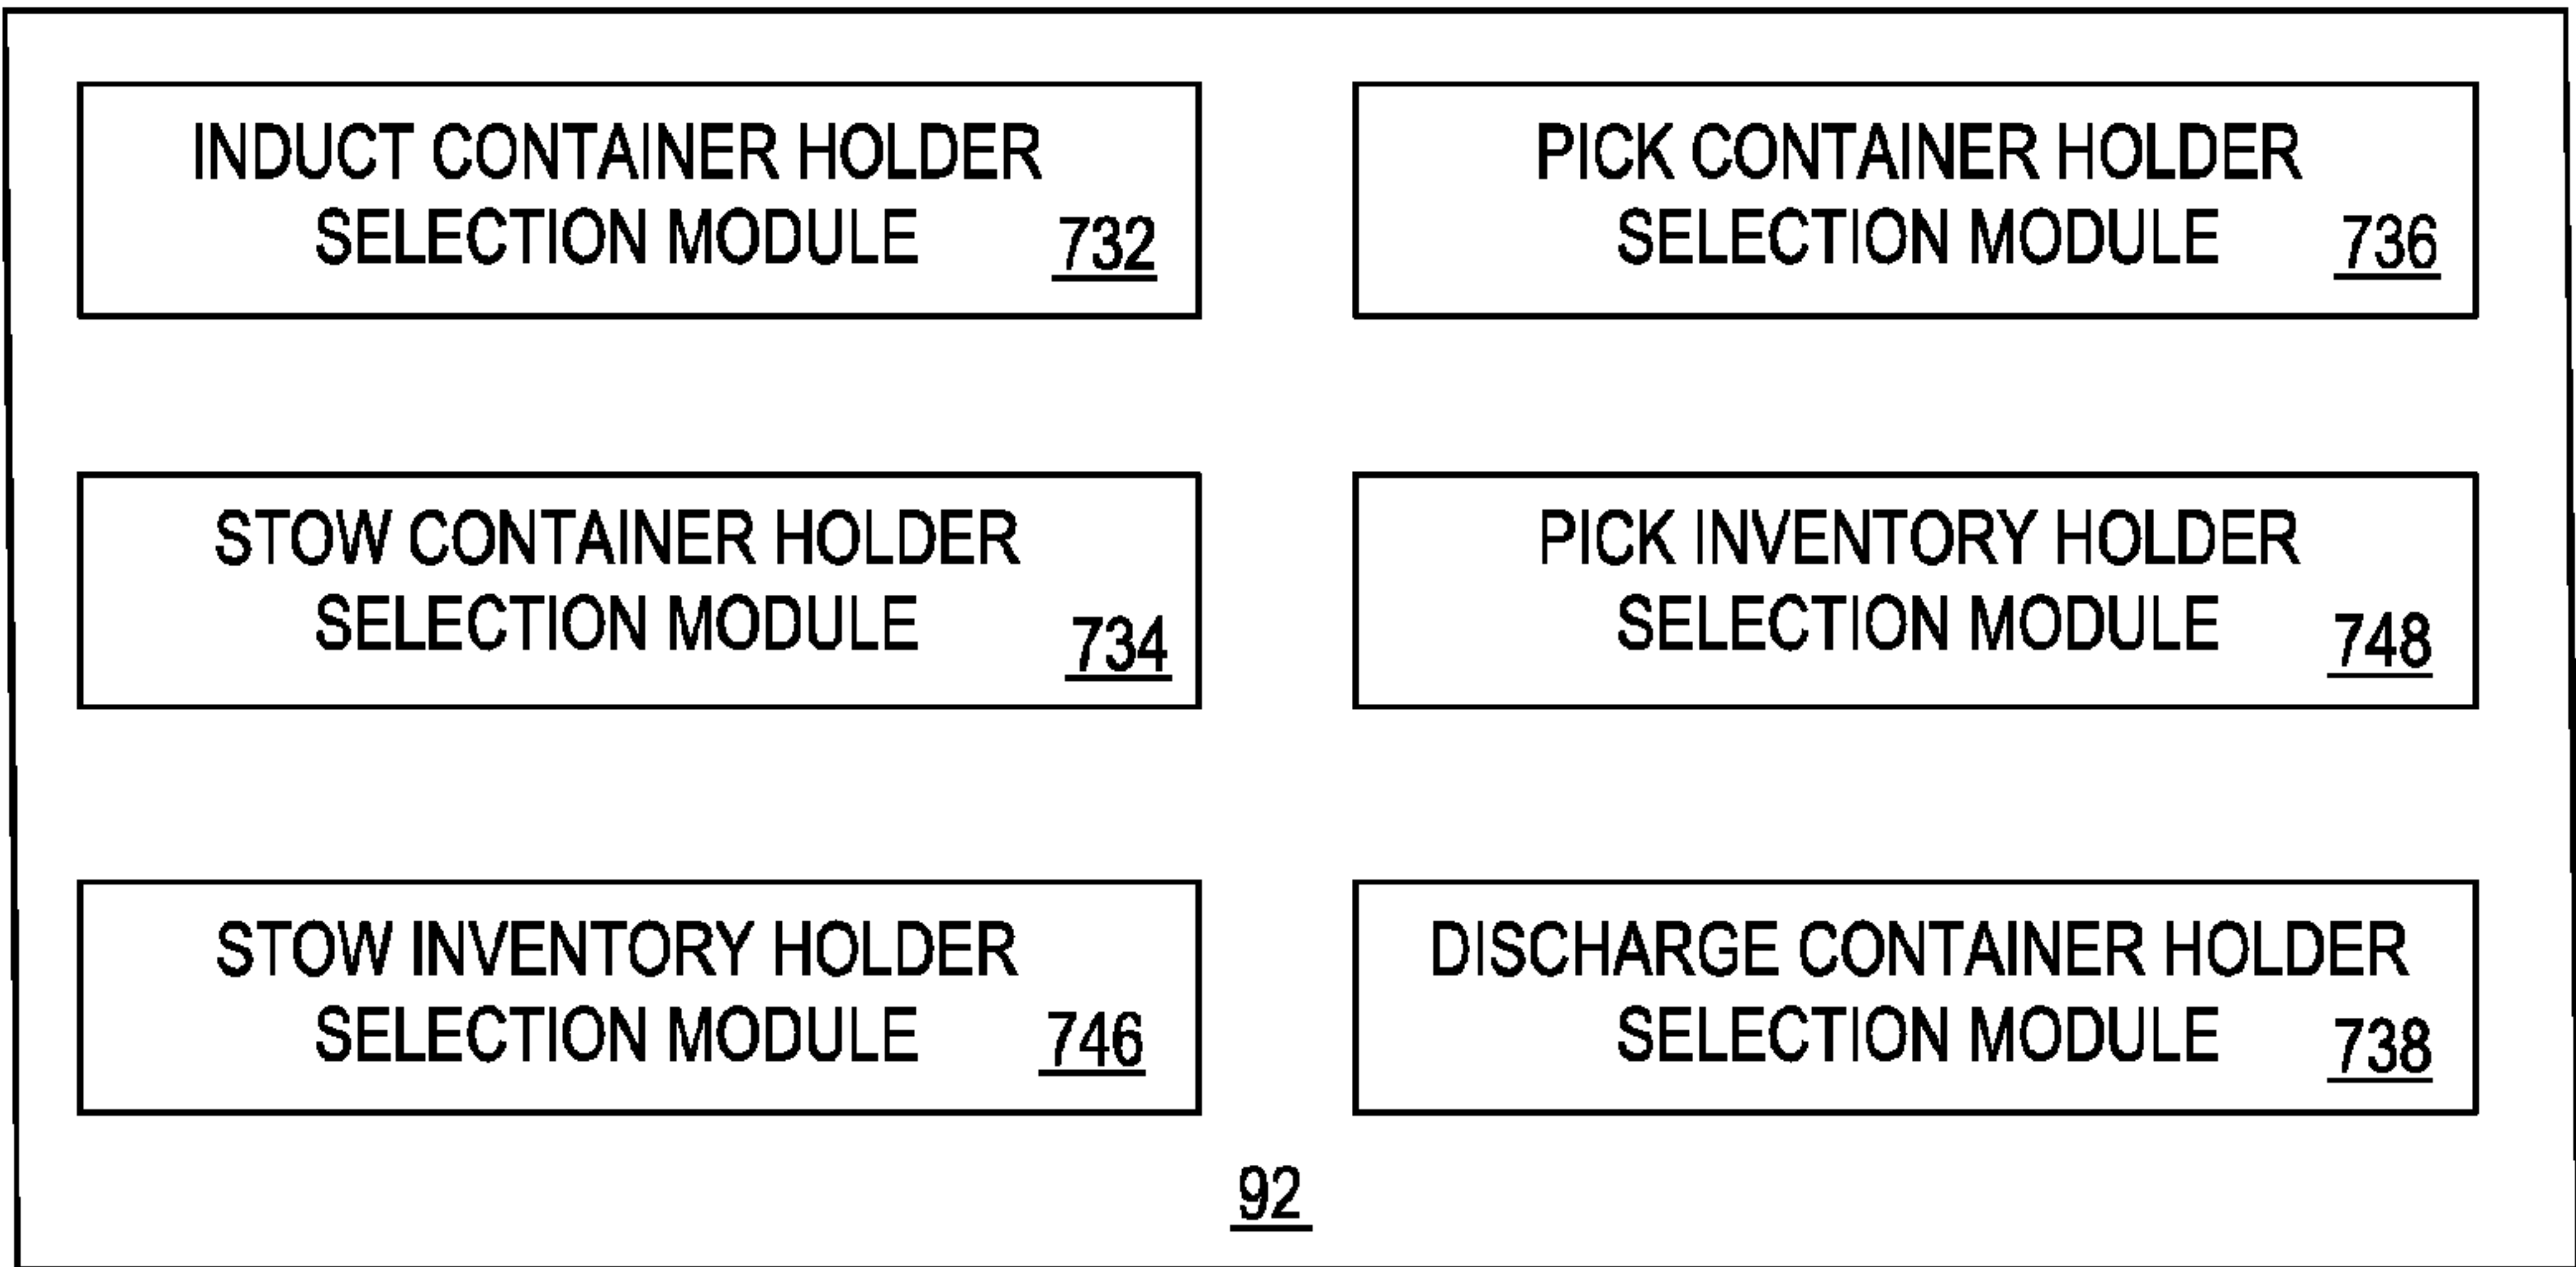 INDUCT CONTAINER HOLDER
SELECTION MODULE 732
PICK CONTAINER HOLDER
SELECTION MODULE 736
STOW CONTAINER HOLDER
SELECTION MODULE 734
PICK INVENTORY HOLDER
SELECTION MODULE 748
STOW INVENTORY HOLDER
SELECTION MODULE 746
DISCHARGE CONTAINER HOLDER
SELECTION MODULE 738
92